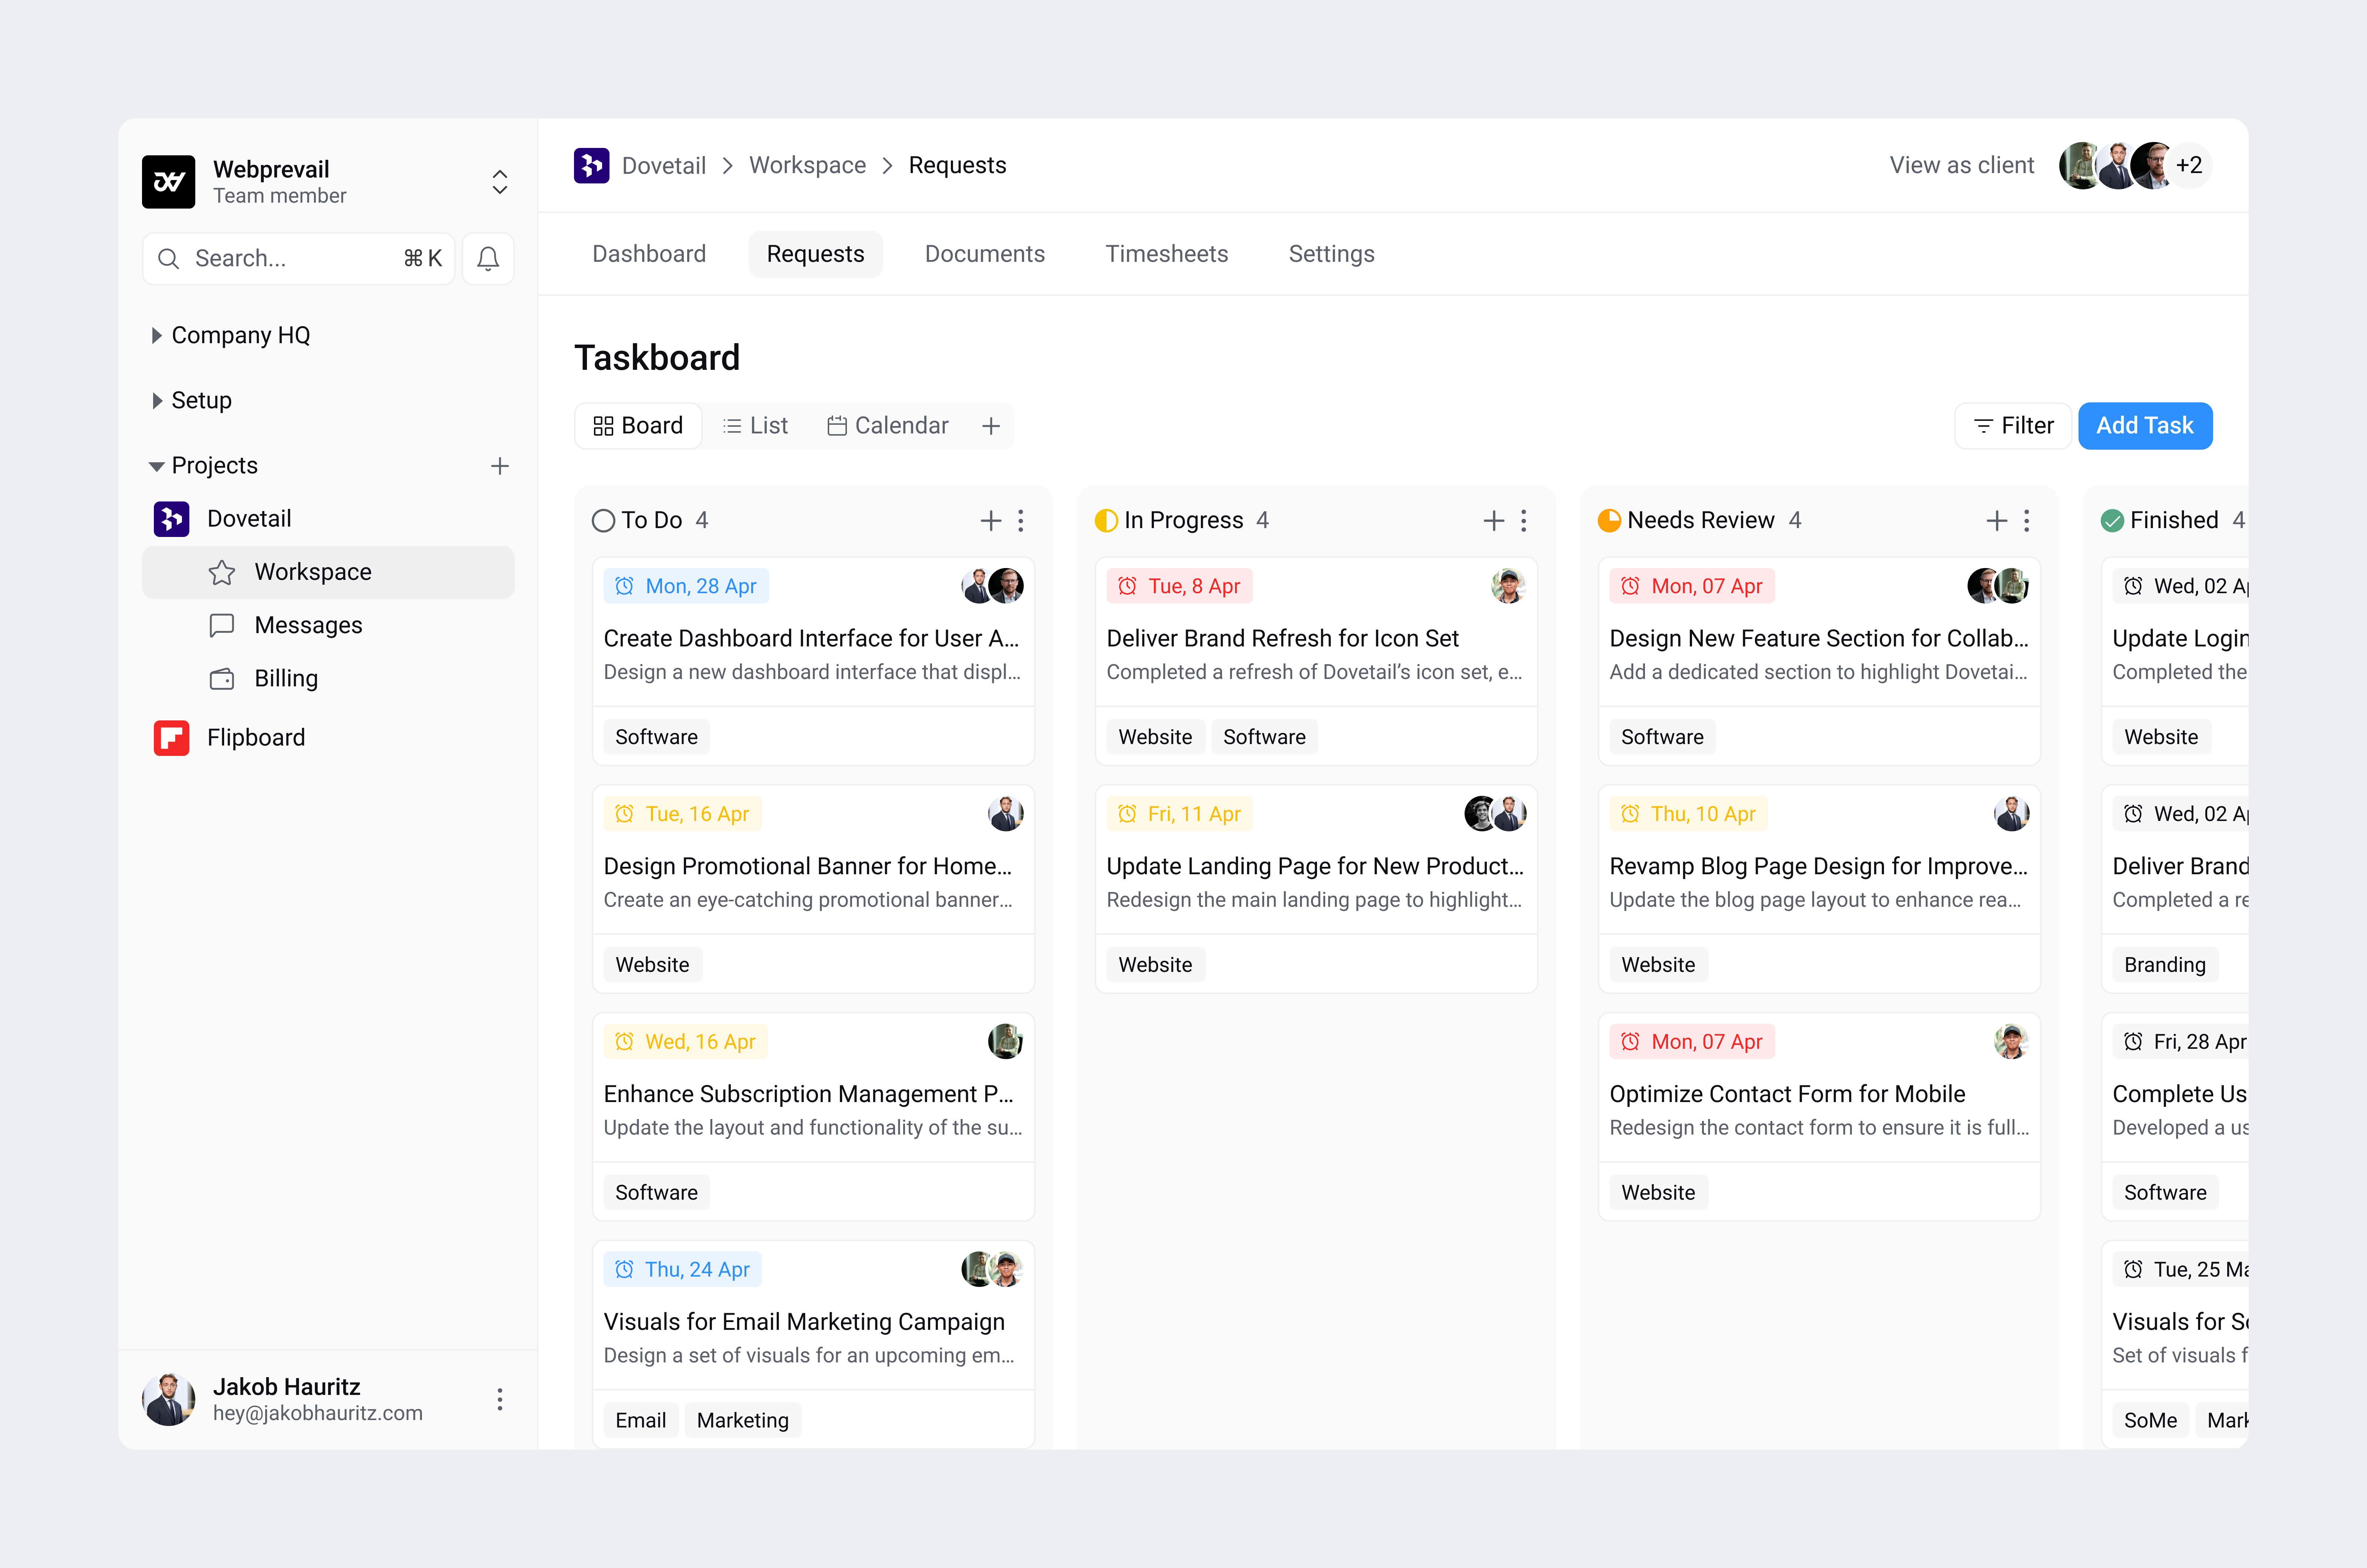 Webprevail
Team member
Search...
⌘ K
Company HQ
Setup
Projects
Dovetail
Workspace
Messages
Billing
Flipboard
Jakob Hauritz
hey@jakobhauritz.com
Dovetail > Workspace > Requests
View as client
+2
Dashboard
Requests
Documents
Timesheets
Settings
Taskboard
Board
List
Calendar
Filter
Add Task
To Do 4
Mon, 28 Apr
Create Dashboard Interface for User A...
Design a new dashboard interface that displ...
Software
Tue, 16 Apr
Design Promotional Banner for Home...
Create an eye-catching promotional banner...
Website
Wed, 16 Apr
Enhance Subscription Management P...
Update the layout and functionality of the su...
Software
Thu, 24 Apr
Visuals for Email Marketing Campaign
Design a set of visuals for an upcoming em...
Email Marketing
In Progress 4
Tue, 8 Apr
Deliver Brand Refresh for Icon Set
Completed a refresh of Dovetail’s icon set, e...
Website Software
Fri, 11 Apr
Update Landing Page for New Product...
Redesign the main landing page to highlight...
Website
Needs Review 4
Mon, 07 Apr
Design New Feature Section for Collab...
Add a dedicated section to highlight Dovetai...
Software
Thu, 10 Apr
Revamp Blog Page Design for Improve...
Update the blog page layout to enhance rea...
Website
Mon, 07 Apr
Optimize Contact Form for Mobile
Redesign the contact form to ensure it is full...
Website
Finished 4
Wed, 02
Update Login
Completed the
Website
Wed, 02
Deliver Brand
Completed a
Branding
Fri, 28 Apr
Complete
Developed a
Software
Tue, 25
Visuals for
Set of visuals
SoMe